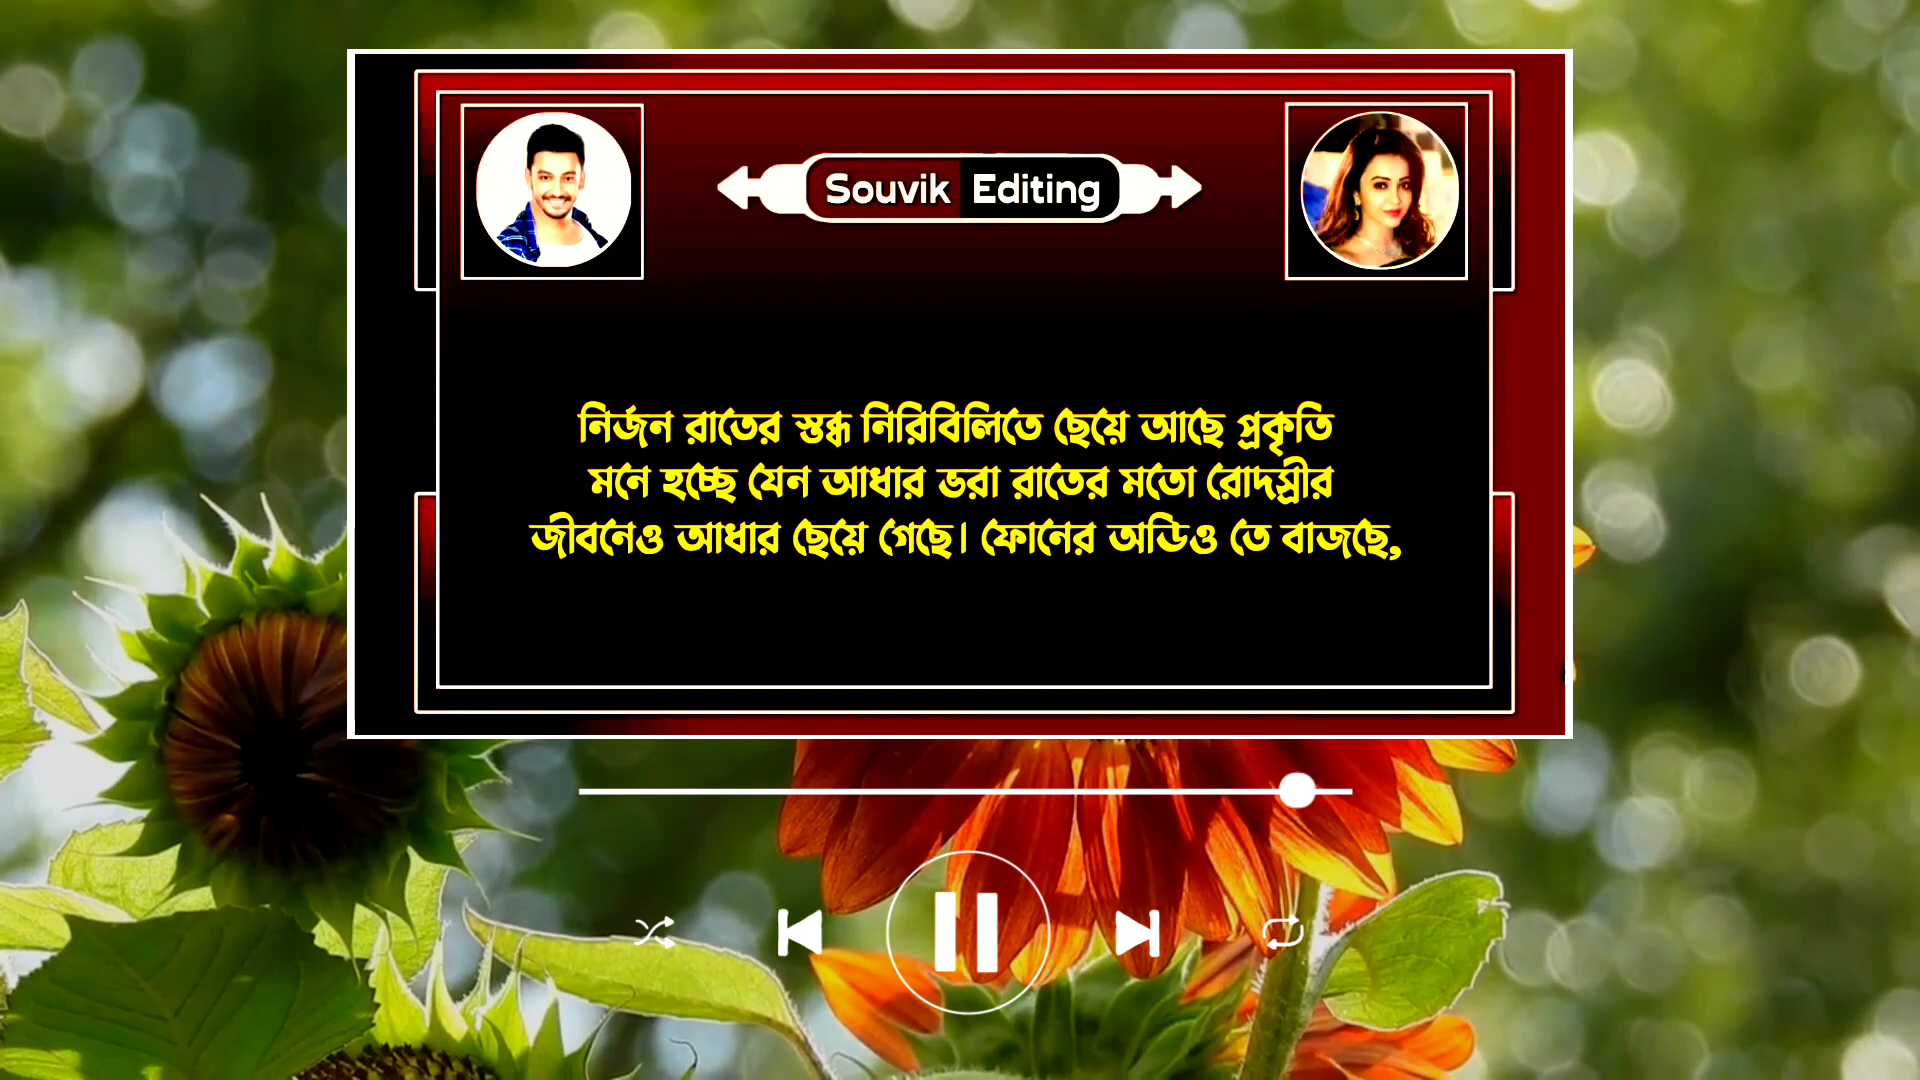 Souvik Editing
নির্জন রাতের স্তব্ধ নিরিবিলিতে ছেয়ে আছে প্রকৃতি
মনে হচ্ছে যেন আধার ভরা রাতের মতো রোদস্রীর
জীবনেও আধার ছেয়ে গেছে। ফোনের অডিও তে বাজছে,